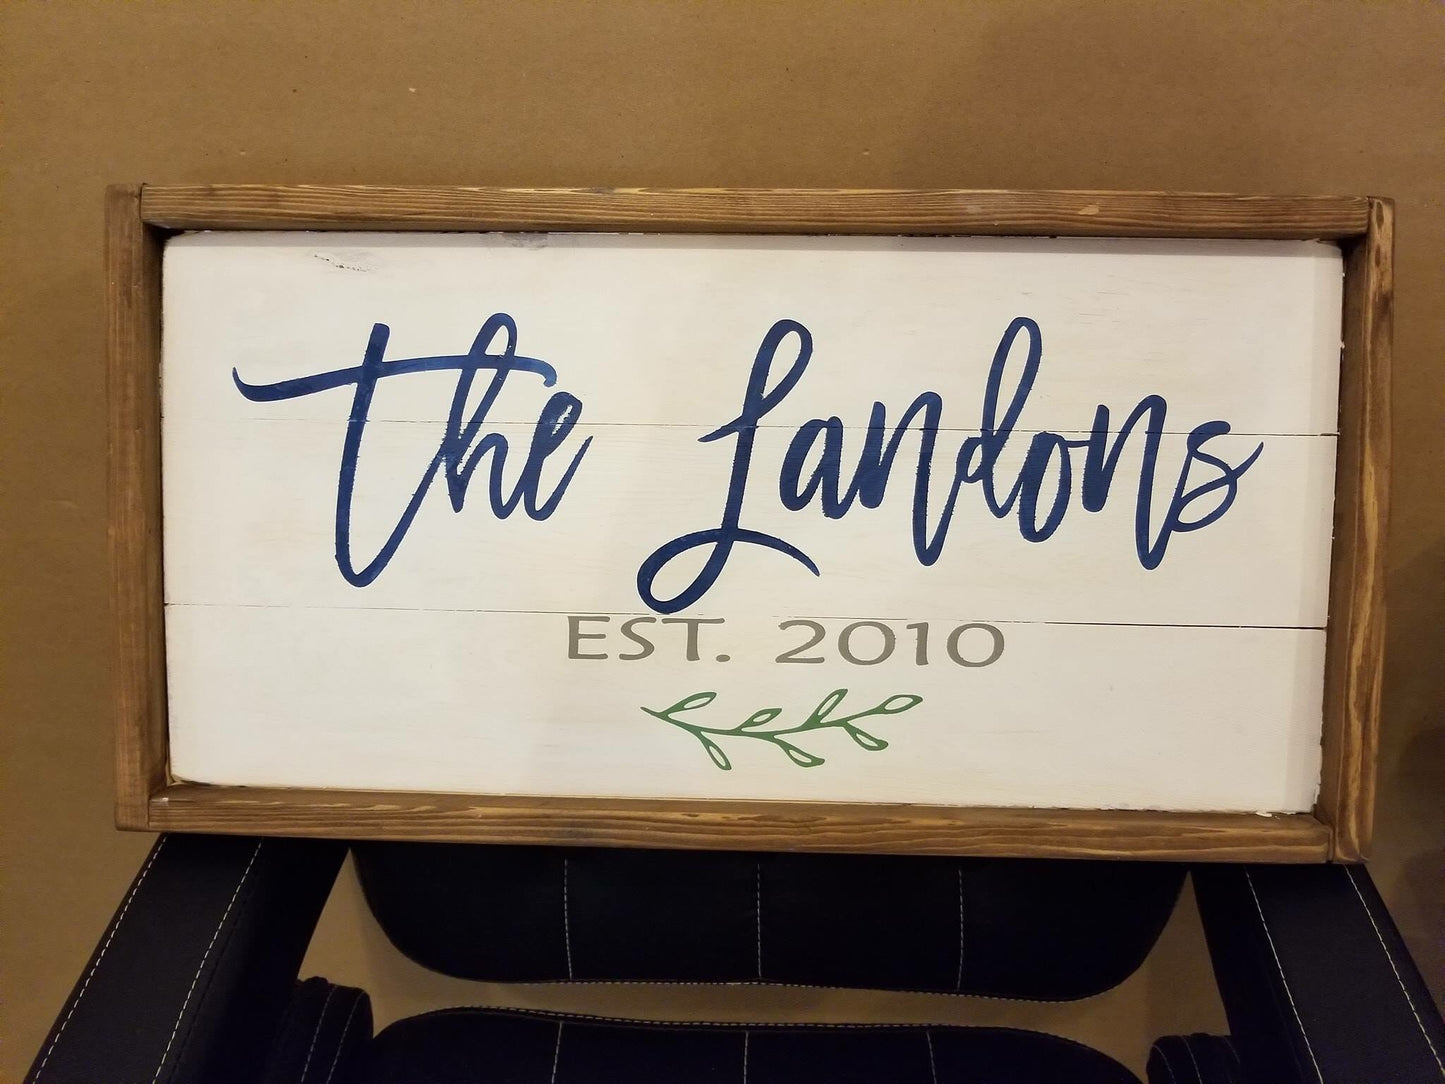 the Landons
EST. 2010